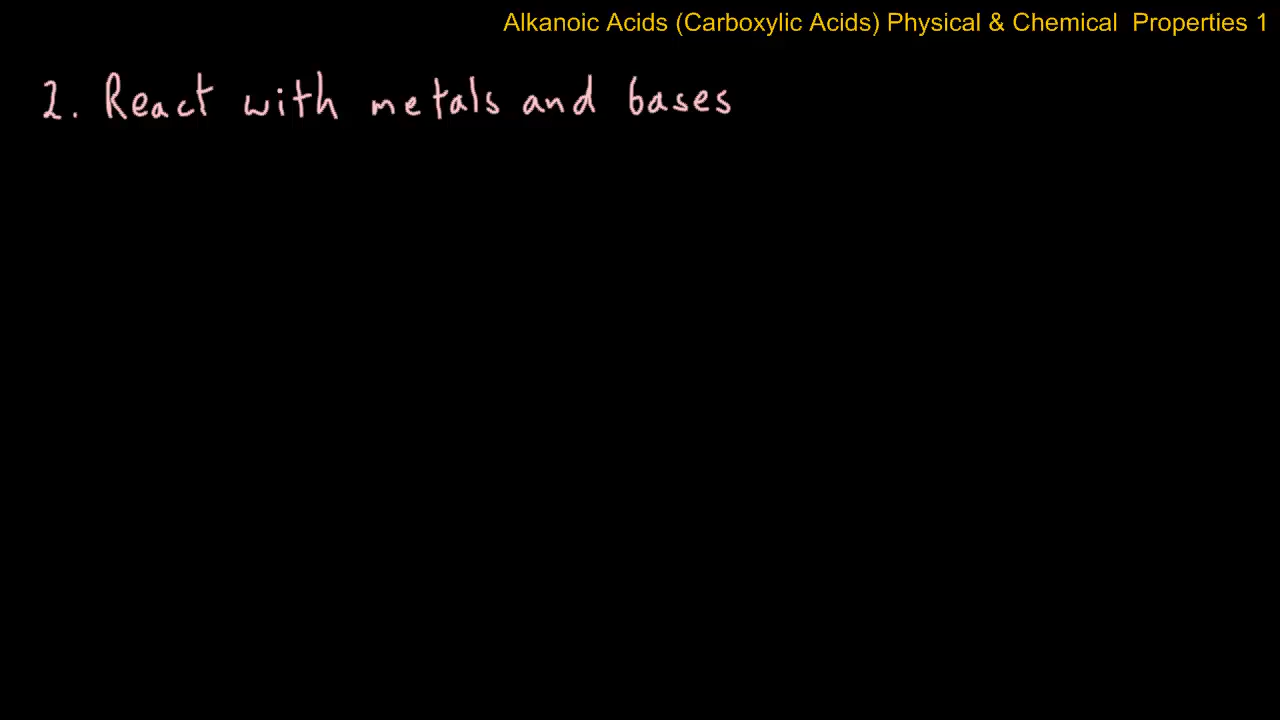 Alkanoic Acids (Carboxylic Acids) Physical & Chemical Properties 1
2. React with metals and bases